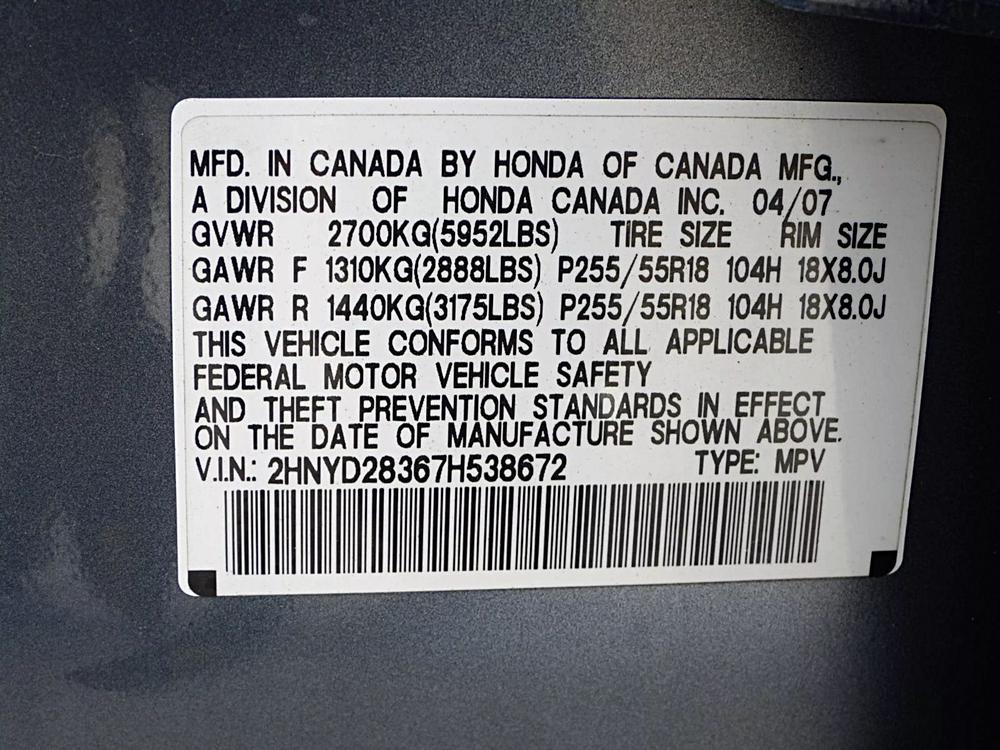 MFD. IN CANADA BY HONDA OF CANADA MFG.,
A DIVISION OF HONDA CANADA INC. 04/07
GVWR 2700KG(5952LBS) TIRE SIZE RIM SIZE
GAWR F 1310KG(2888LBS) P255/55R18 104H 18X8.0J
GAWR R 1440KG(3175LBS) P255/55R18 104H 18X8.0J
THIS VEHICLE CONFORMS TO ALL APPLICABLE
FEDERAL MOTOR VEHICLE SAFETY
AND THEFT PREVENTION STANDARDS IN EFFECT
ON THE DATE OF MANUFACTURE SHOWN ABOVE.
V.I.N.: 2HNYD28367H538672 TYPE: MPV